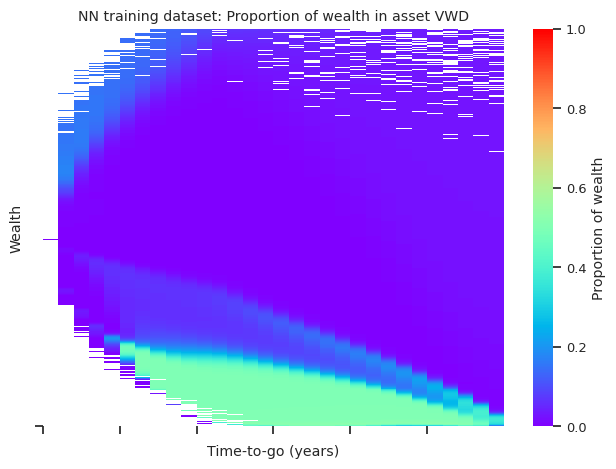 NN training dataset: Proportion of wealth in asset VWD
Wealth
Time-to-go (years)
1.0
0.8
0.6
0.4
0.2
0.0
Proportion of wealth